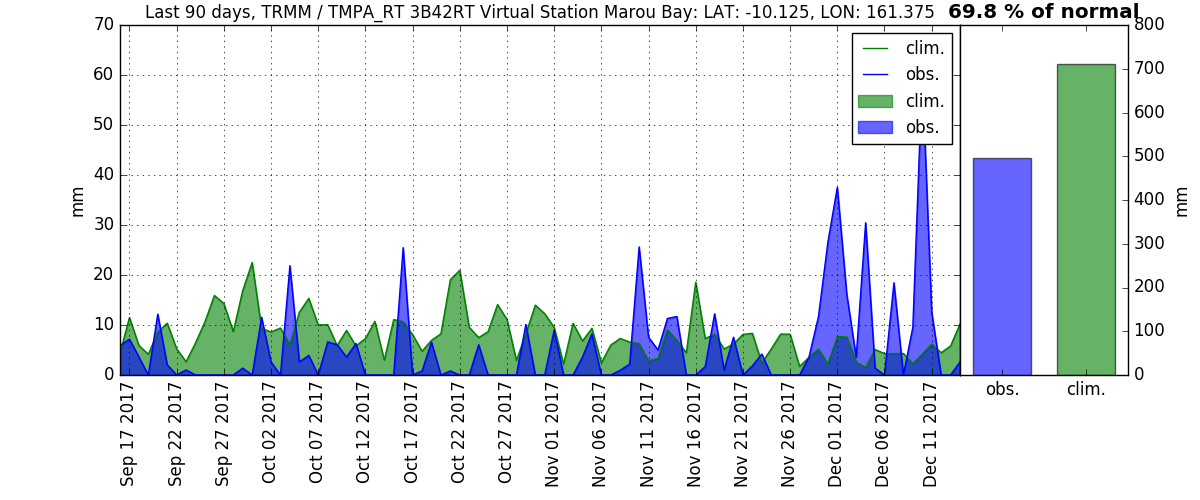 Last 90 days, TRMM / TMPA_RT 3B42RT Virtual Station Marou Bay: LAT: -10.125, LON: 161.375 69.8 % of normal
70
60
50
40
30
20
10
0
mm
clim.
obs.
clim.
obs.
Sep 17 2017
Sep 22 2017
Sep 27 2017
Oct 02 2017
Oct 07 2017
Oct 12 2017
Oct 17 2017
Oct 22 2017
Oct 27 2017
Nov 01 2017
Nov 06 2017
Nov 11 2017
Nov 16 2017
Nov 21 2017
Nov 26 2017
Dec 01 2017
Dec 06 2017
Dec 11 2017
800
700
600
500
400
300
200
100
0
mm
obs. clim.